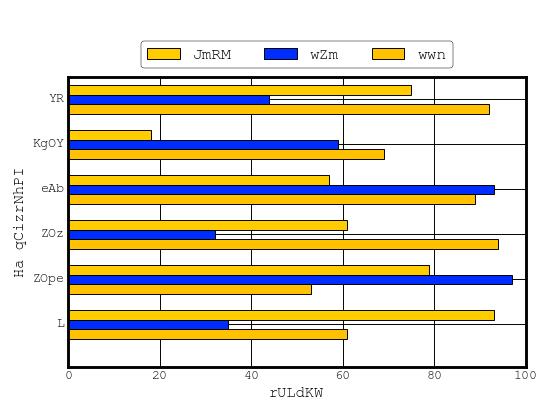 JmRM wZm wwn
YR
KgOY
eAb
ZOz
ZOpe
L
Ha qCizrNhPI
0 20 40 60 80 100
rULdKW